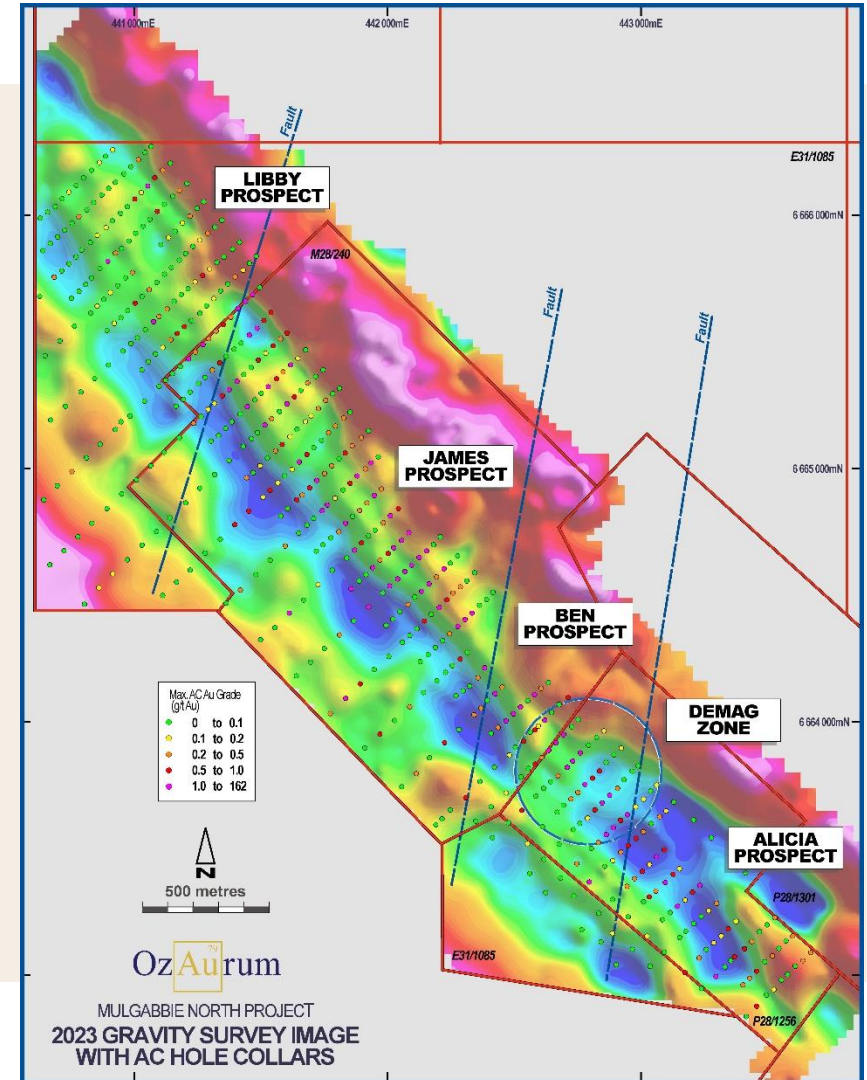 441 000mE
442 000mE
443 000mE
Fault
E31/1085
LIBBY
PROSPECT
6 666 000mN
M28/240
Fault
Fault
JAMES
PROSPECT
6 665 000mN
BEN
PROSPECT
Max. AC Au Grade
(g/t Au)
0 to 0.1
0.1 to 0.2
0.2 to 0.5
0.5 to 1.0
1.0 to 162
DEMAG
ZONE
6 664 000mN
ALICIA
PROSPECT
N
500 metres
P28/1301
79
OzAurum
E31/1085
MULGABBIE NORTH PROJECT
2023 GRAVITY SURVEY IMAGE
WITH AC HOLE COLLARS
P28/1256